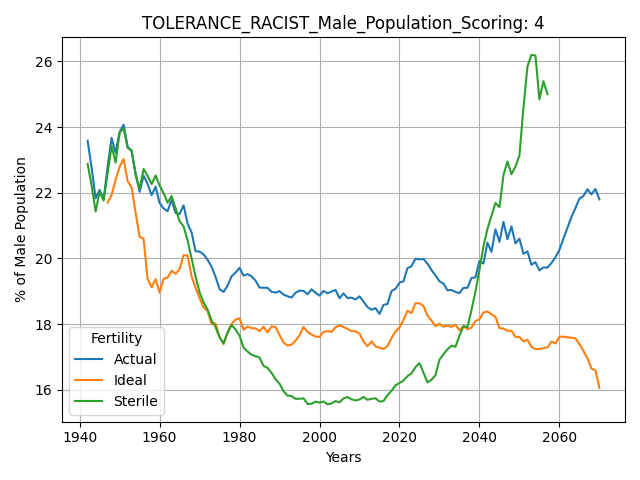 TOLERANCE_RACIST_Male_Population_Scoring: 4
% of Male Population
26
24
22
20
18
16
Fertility
Actual
Ideal
Sterile
1940 1960 1980 2000 2020 2040 2060
Years